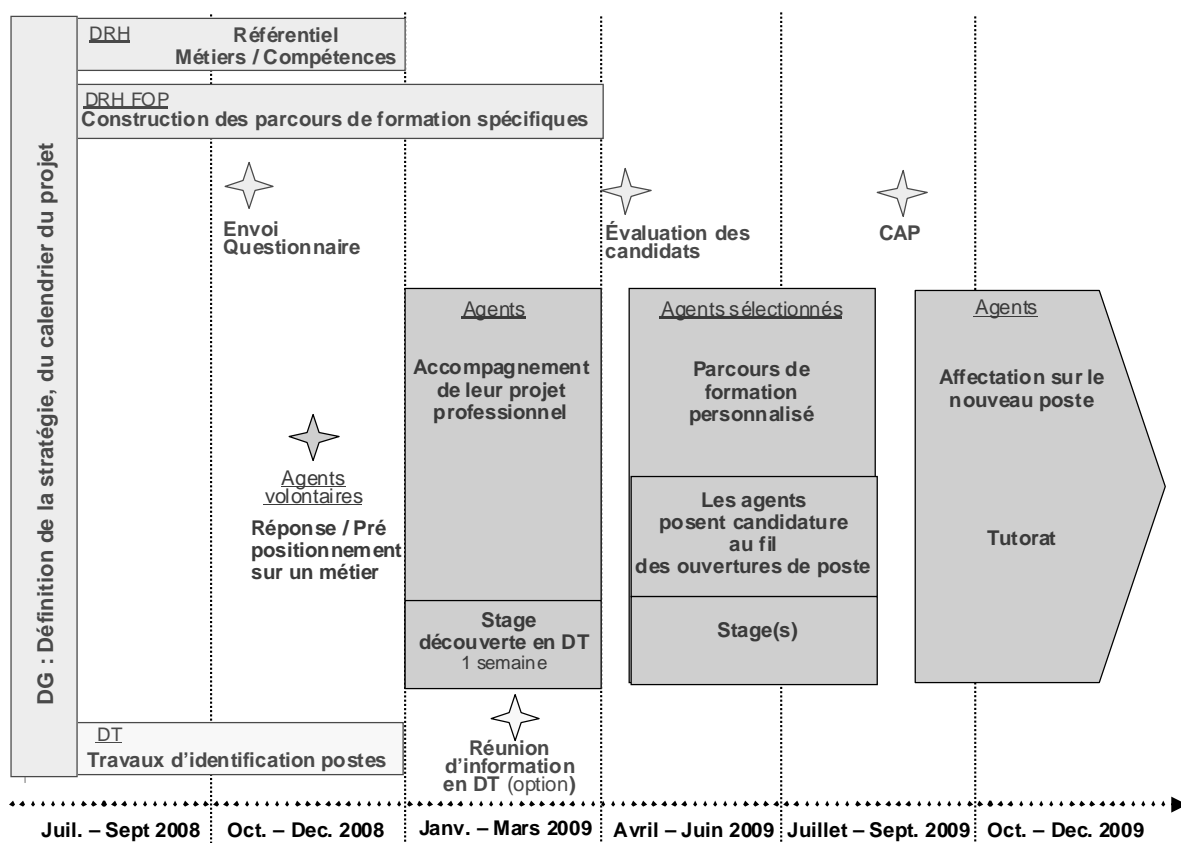 DG : Définition de la stratégie, du calendrier du projet
DRH
Référentiel
Métiers / Compétences
DRH FOP
Construction des parcours de formation spécifiques
Envoi
Questionnaire
Évaluation des
candidats
CAP
Agents
volontaires
Réponse / Pré
positionnement
sur un métier
Agents
Accompagnement
de leur projet
professionnel
Stage
découverte en DT
1 semaine
Agents sélectionnés
Parcours de
formation
personnalisé
Les agents
posent candidature
au fil
des ouvertures de poste
Stage(s)
Agents
Affectation sur le
nouveau poste
Tutorat
DT
Travaux d'identification postes
Réunion
d'information
en DT (option)
Juil. – Sept 2008
Oct. – Dec. 2008
Janv. – Mars 2009
Avril – Juin 2009
Juillet – Sept. 2009
Oct. – Dec. 2009